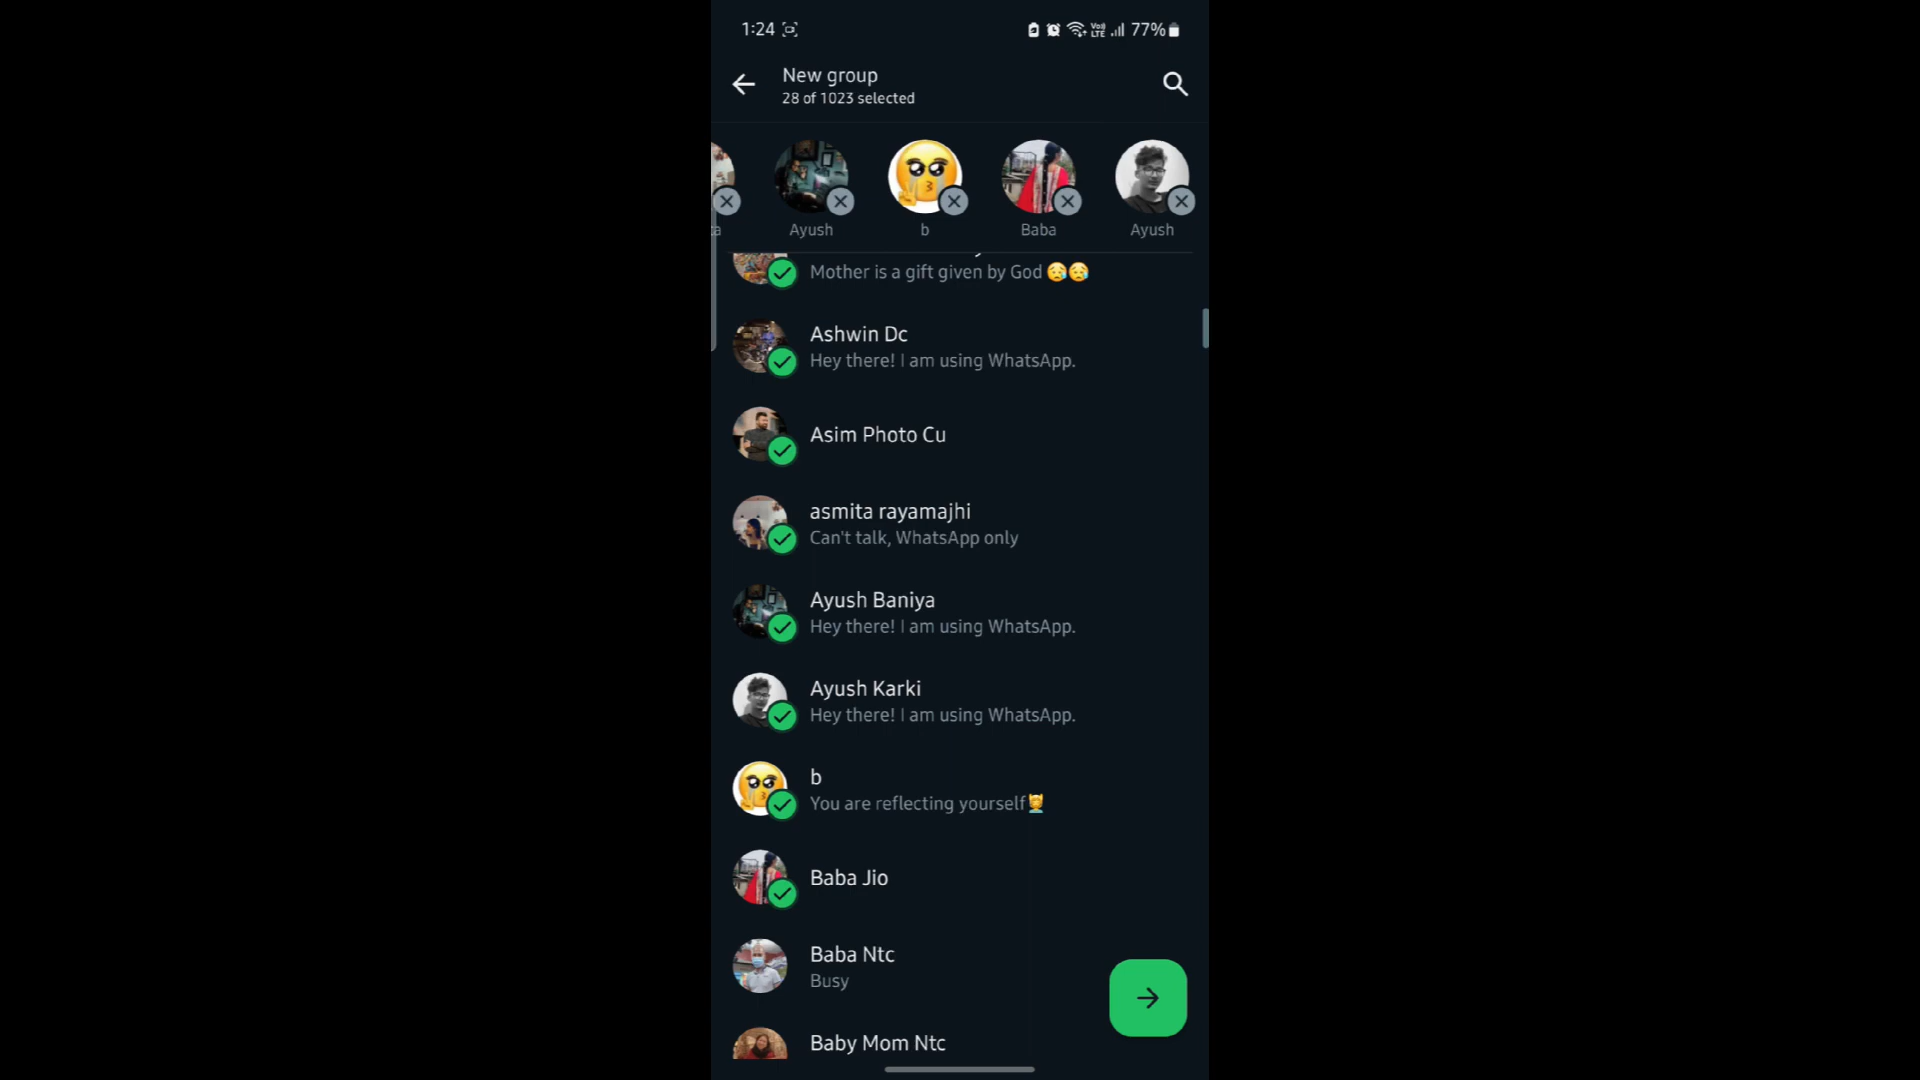 1:24
Vo)) LTE 77%
New group
28 of 1023 selected
Ayush
b
Baba
Ayush
Mother is a gift given by God 😥😥
Ashwin Dc
Hey there! I am using WhatsApp.
Asim Photo Cu
asmita rayamajhi
Can't talk, WhatsApp only
Ayush Baniya
Hey there! I am using WhatsApp.
Ayush Karki
Hey there! I am using WhatsApp.
b
You are reflecting yourself💆
Baba Jio
Baba Ntc
Busy
Baby Mom Ntc